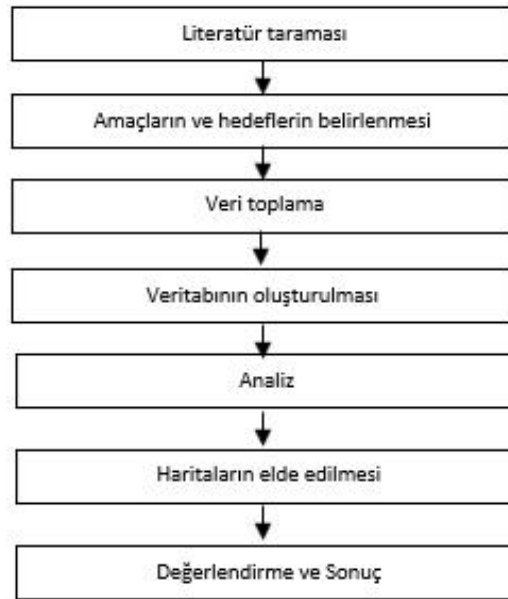 Literatür taraması
Amaçların ve hedeflerin belirlenmesi
Veri toplama
Veritabının oluşturulması
Analiz
Haritaların elde edilmesi
Değerlendirme ve Sonuç